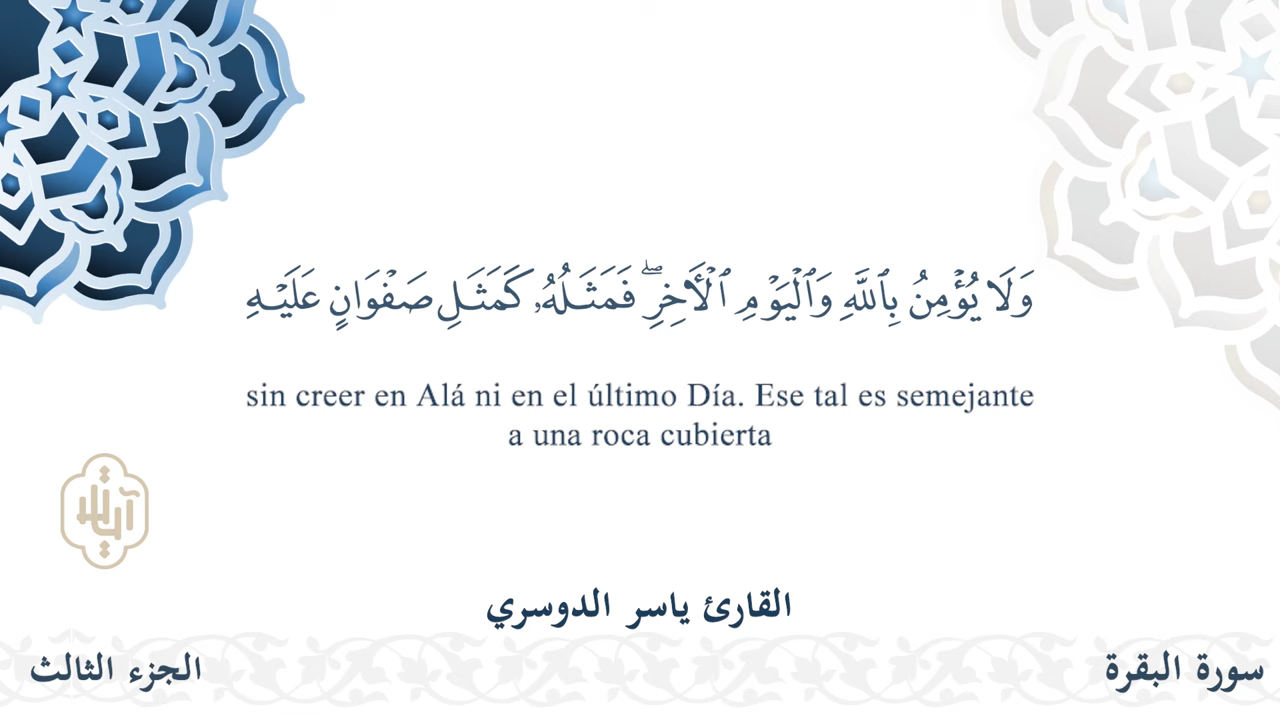 وَلَا يُؤْمِنُ بِٱللَّهِ وَٱلْيَوْمِ ٱلْأَخِرِ ۖ فَمَثَلُهُۥ كَمَثَلِ صَفْوَانٍ عَلَيْهِ
sin creer en Alá ni en el último Día. Ese tal es semejante
a una roca cubierta
القارئ ياسر الدوسري
سورة البقرة
الجزء الثالث